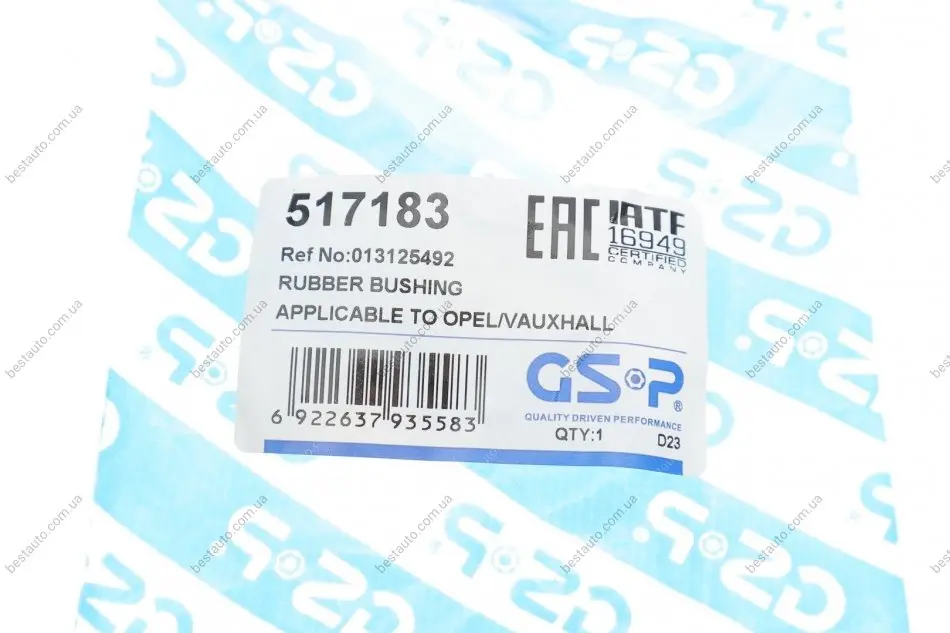 517183
EAC
IATF
16949
CERTIFIED
COMPANY
Ref No:013125492
RUBBER BUSHING
APPLICABLE TO OPEL/VAUXHALL
6 922637 935583
GSP®
QUALITY DRIVEN PERFORMANCE
QTY:1
D23
bestauto.com.ua